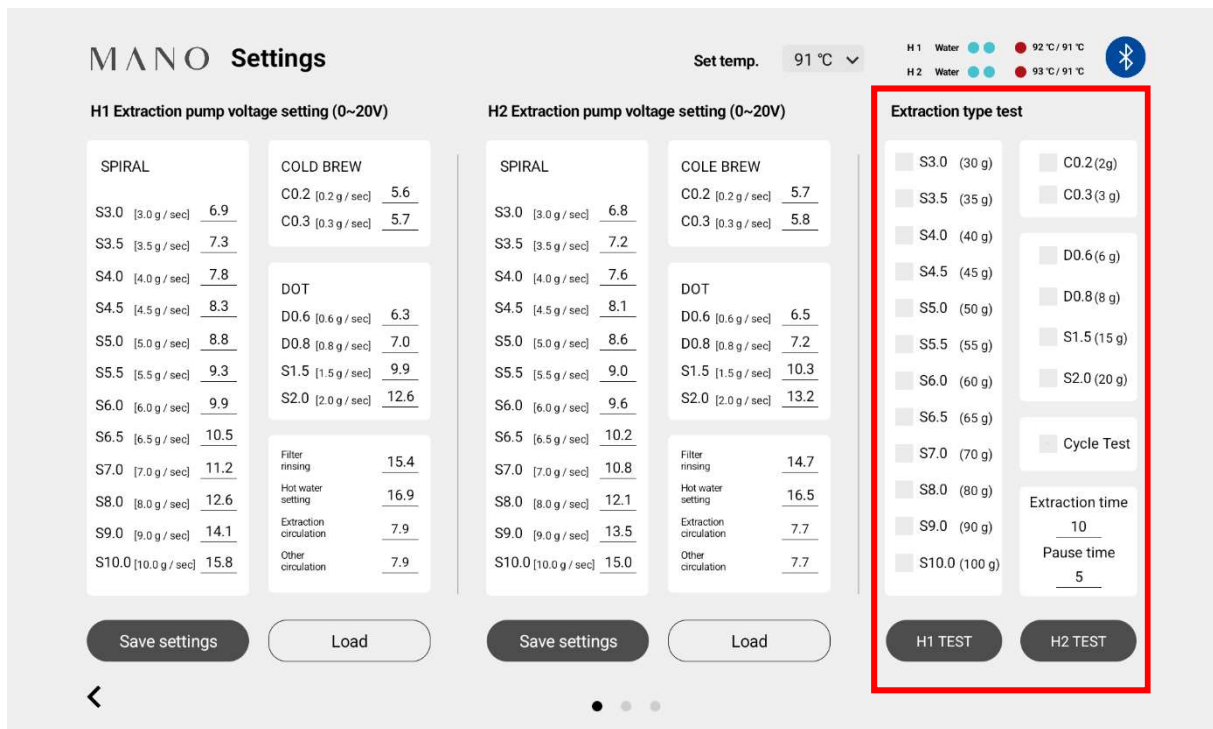 MANO Settings
Set temp. 91 ℃
H 1 Water 92 ℃ / 91 ℃
H 2 Water 93 ℃ / 91 ℃
H1 Extraction pump voltage setting (0~20V)
SPIRAL
S3.0 [3.0 g / sec] 6.9
S3.5 [3.5 g / sec] 7.3
S4.0 [4.0 g / sec] 7.8
S4.5 [4.5 g / sec] 8.3
S5.0 [5.0 g / sec] 8.8
S5.5 [5.5 g / sec] 9.3
S6.0 [6.0 g / sec] 9.9
S6.5 [6.5 g / sec] 10.5
S7.0 [7.0 g / sec] 11.2
S8.0 [8.0 g / sec] 12.6
S9.0 [9.0 g / sec] 14.1
S10.0 [10.0 g / sec] 15.8
COLD BREW
C0.2 [0.2 g / sec] 5.6
C0.3 [0.3 g / sec] 5.7
DOT
D0.6 [0.6 g / sec] 6.3
D0.8 [0.8 g / sec] 7.0
S1.5 [1.5 g / sec] 9.9
S2.0 [2.0 g / sec] 12.6
Filter
rinsing 15.4
Hot water
setting 16.9
Extraction
circulation 7.9
Other
circulation 7.9
Save settings
Load
H2 Extraction pump voltage setting (0~20V)
SPIRAL
S3.0 [3.0 g / sec] 6.8
S3.5 [3.5 g / sec] 7.2
S4.0 [4.0 g / sec] 7.6
S4.5 [4.5 g / sec] 8.1
S5.0 [5.0 g / sec] 8.6
S5.5 [5.5 g / sec] 9.0
S6.0 [6.0 g / sec] 9.6
S6.5 [6.5 g / sec] 10.2
S7.0 [7.0 g / sec] 10.8
S8.0 [8.0 g / sec] 12.1
S9.0 [9.0 g / sec] 13.5
S10.0 [10.0 g / sec] 15.0
COLE BREW
C0.2 [0.2 g / sec] 5.7
C0.3 [0.3 g / sec] 5.8
DOT
D0.6 [0.6 g / sec] 6.5
D0.8 [0.8 g / sec] 7.2
S1.5 [1.5 g / sec] 10.3
S2.0 [2.0 g / sec] 13.2
Filter
rinsing 14.7
Hot water
setting 16.5
Extraction
circulation 7.7
Other
circulation 7.7
Save settings
Load
Extraction type test
S3.0 (30 g)
S3.5 (35 g)
S4.0 (40 g)
S4.5 (45 g)
S5.0 (50 g)
S5.5 (55 g)
S6.0 (60 g)
S6.5 (65 g)
S7.0 (70 g)
S8.0 (80 g)
S9.0 (90 g)
S10.0 (100 g)
C0.2 (2g)
C0.3 (3 g)
D0.6 (6 g)
D0.8 (8 g)
S1.5 (15 g)
S2.0 (20 g)
Cycle Test
Extraction time
10
Pause time
5
H1 TEST
H2 TEST